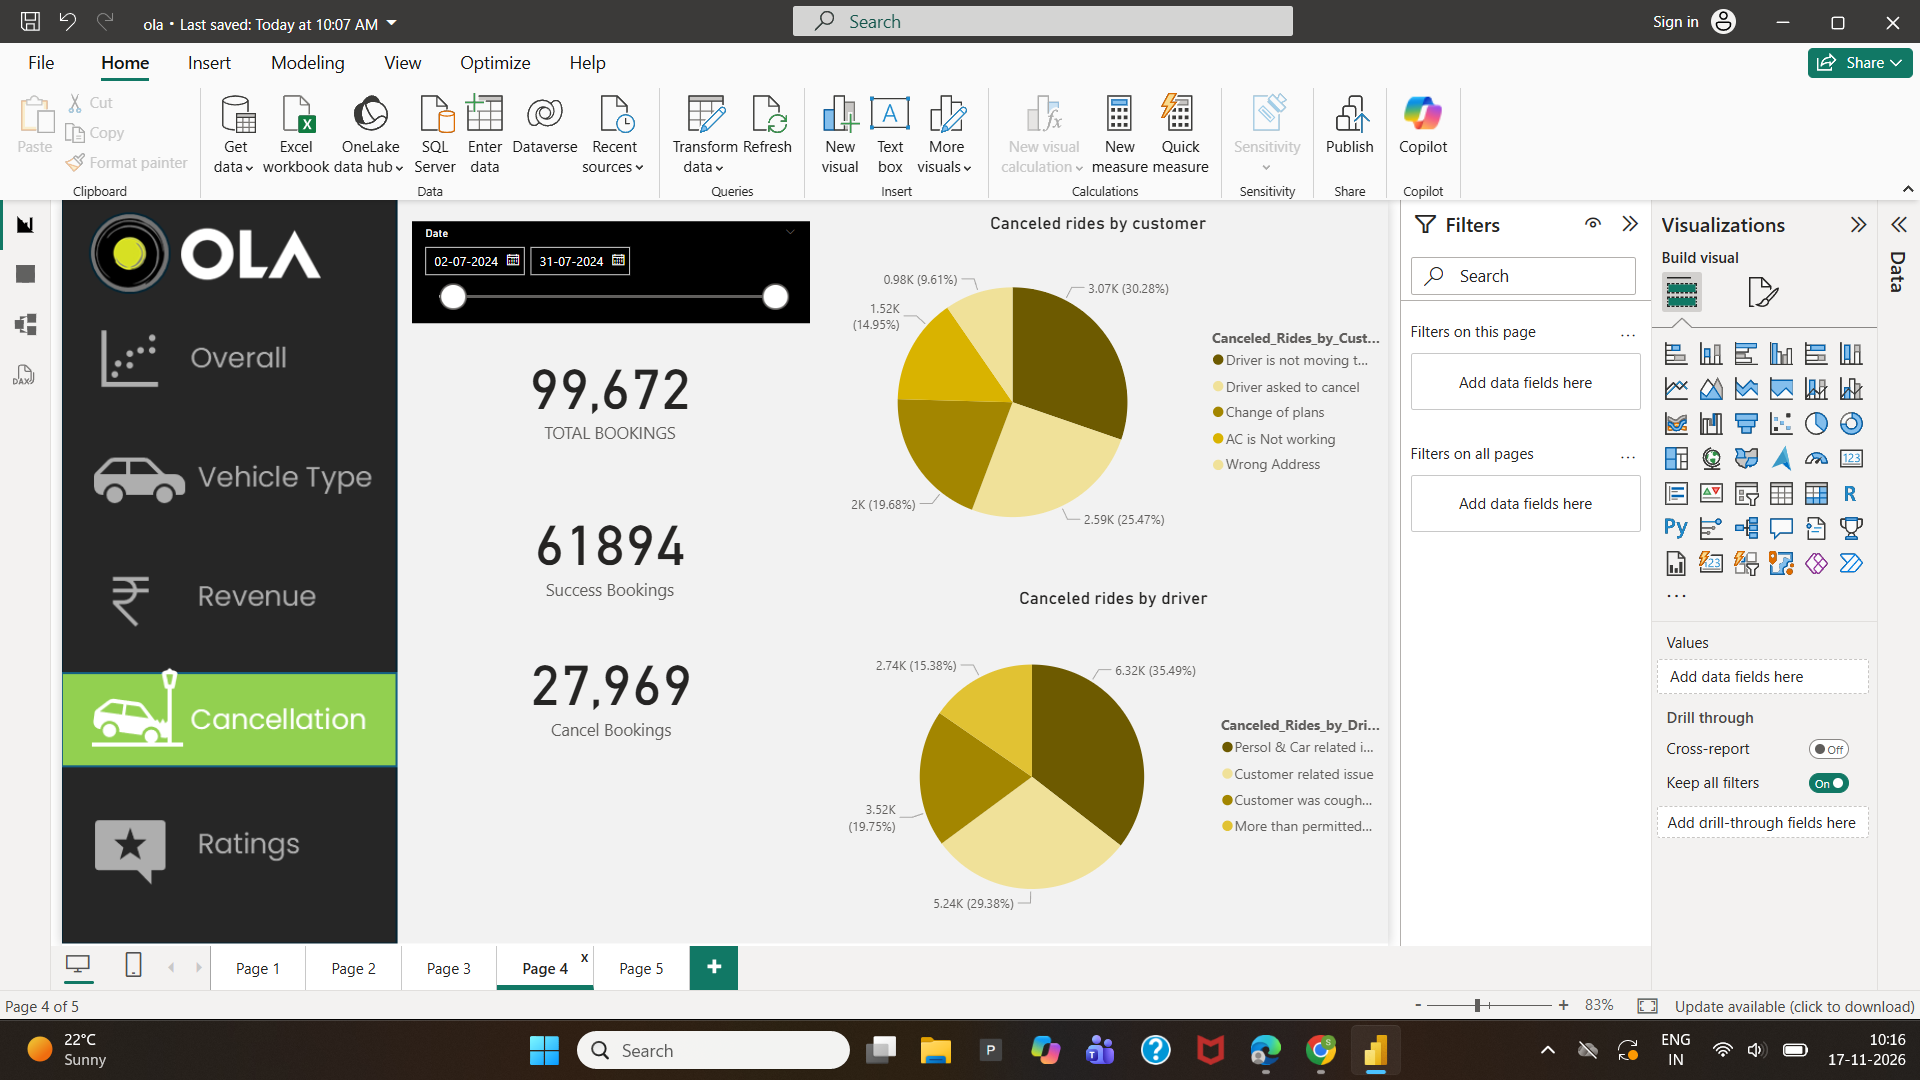 ola • Last saved: Today at 10:07 AM
Search
Sign in
File Home Insert Modeling View Optimize Help
Share
Paste
Cut
Copy
Format painter
Clipboard
Get data
Excel workbook
OneLake data hub
SQL Server
Enter data
Dataverse
Recent sources
Data
Transform data
Refresh
Queries
New visual
Text box
More visuals
Insert
New visual calculation
New measure
Quick measure
Calculations
Sensitivity
Sensitivity
Publish
Share
Copilot
Copilot
DAX
OLA
Overall
Vehicle Type
Revenue
Cancellation
Ratings
Date
02-07-2024 31-07-2024
99,672
TOTAL BOOKINGS
61894
Success Bookings
27,969
Cancel Bookings
Canceled rides by customer
0.98K (9.61%)
3.07K (30.28%)
1.52K
(14.95%)
2K (19.68%)
2.59K (25.47%)
Canceled_Rides_by_Cust...
Driver is not moving t...
Driver asked to cancel
Change of plans
AC is Not working
Wrong Address
Canceled rides by driver
2.74K (15.38%)
6.32K (35.49%)
3.52K
(19.75%)
5.24K (29.38%)
Canceled_Rides_by_Dri...
Persol & Car related i...
Customer related issue
Customer was cough...
More than permitted...
Filters
Search
Filters on this page
Add data fields here
Filters on all pages
Add data fields here
Visualizations
Build visual
123
R
Py
123
Values
Add data fields here
Drill through
Cross-report Off
Keep all filters On
Add drill-through fields here
Data
Page 1 Page 2 Page 3 Page 4 x Page 5 +
Page 4 of 5
- + 83%
Update available (click to download)
22°C
Sunny
Search
P
T
ENG
IN
10:16
17-11-2026